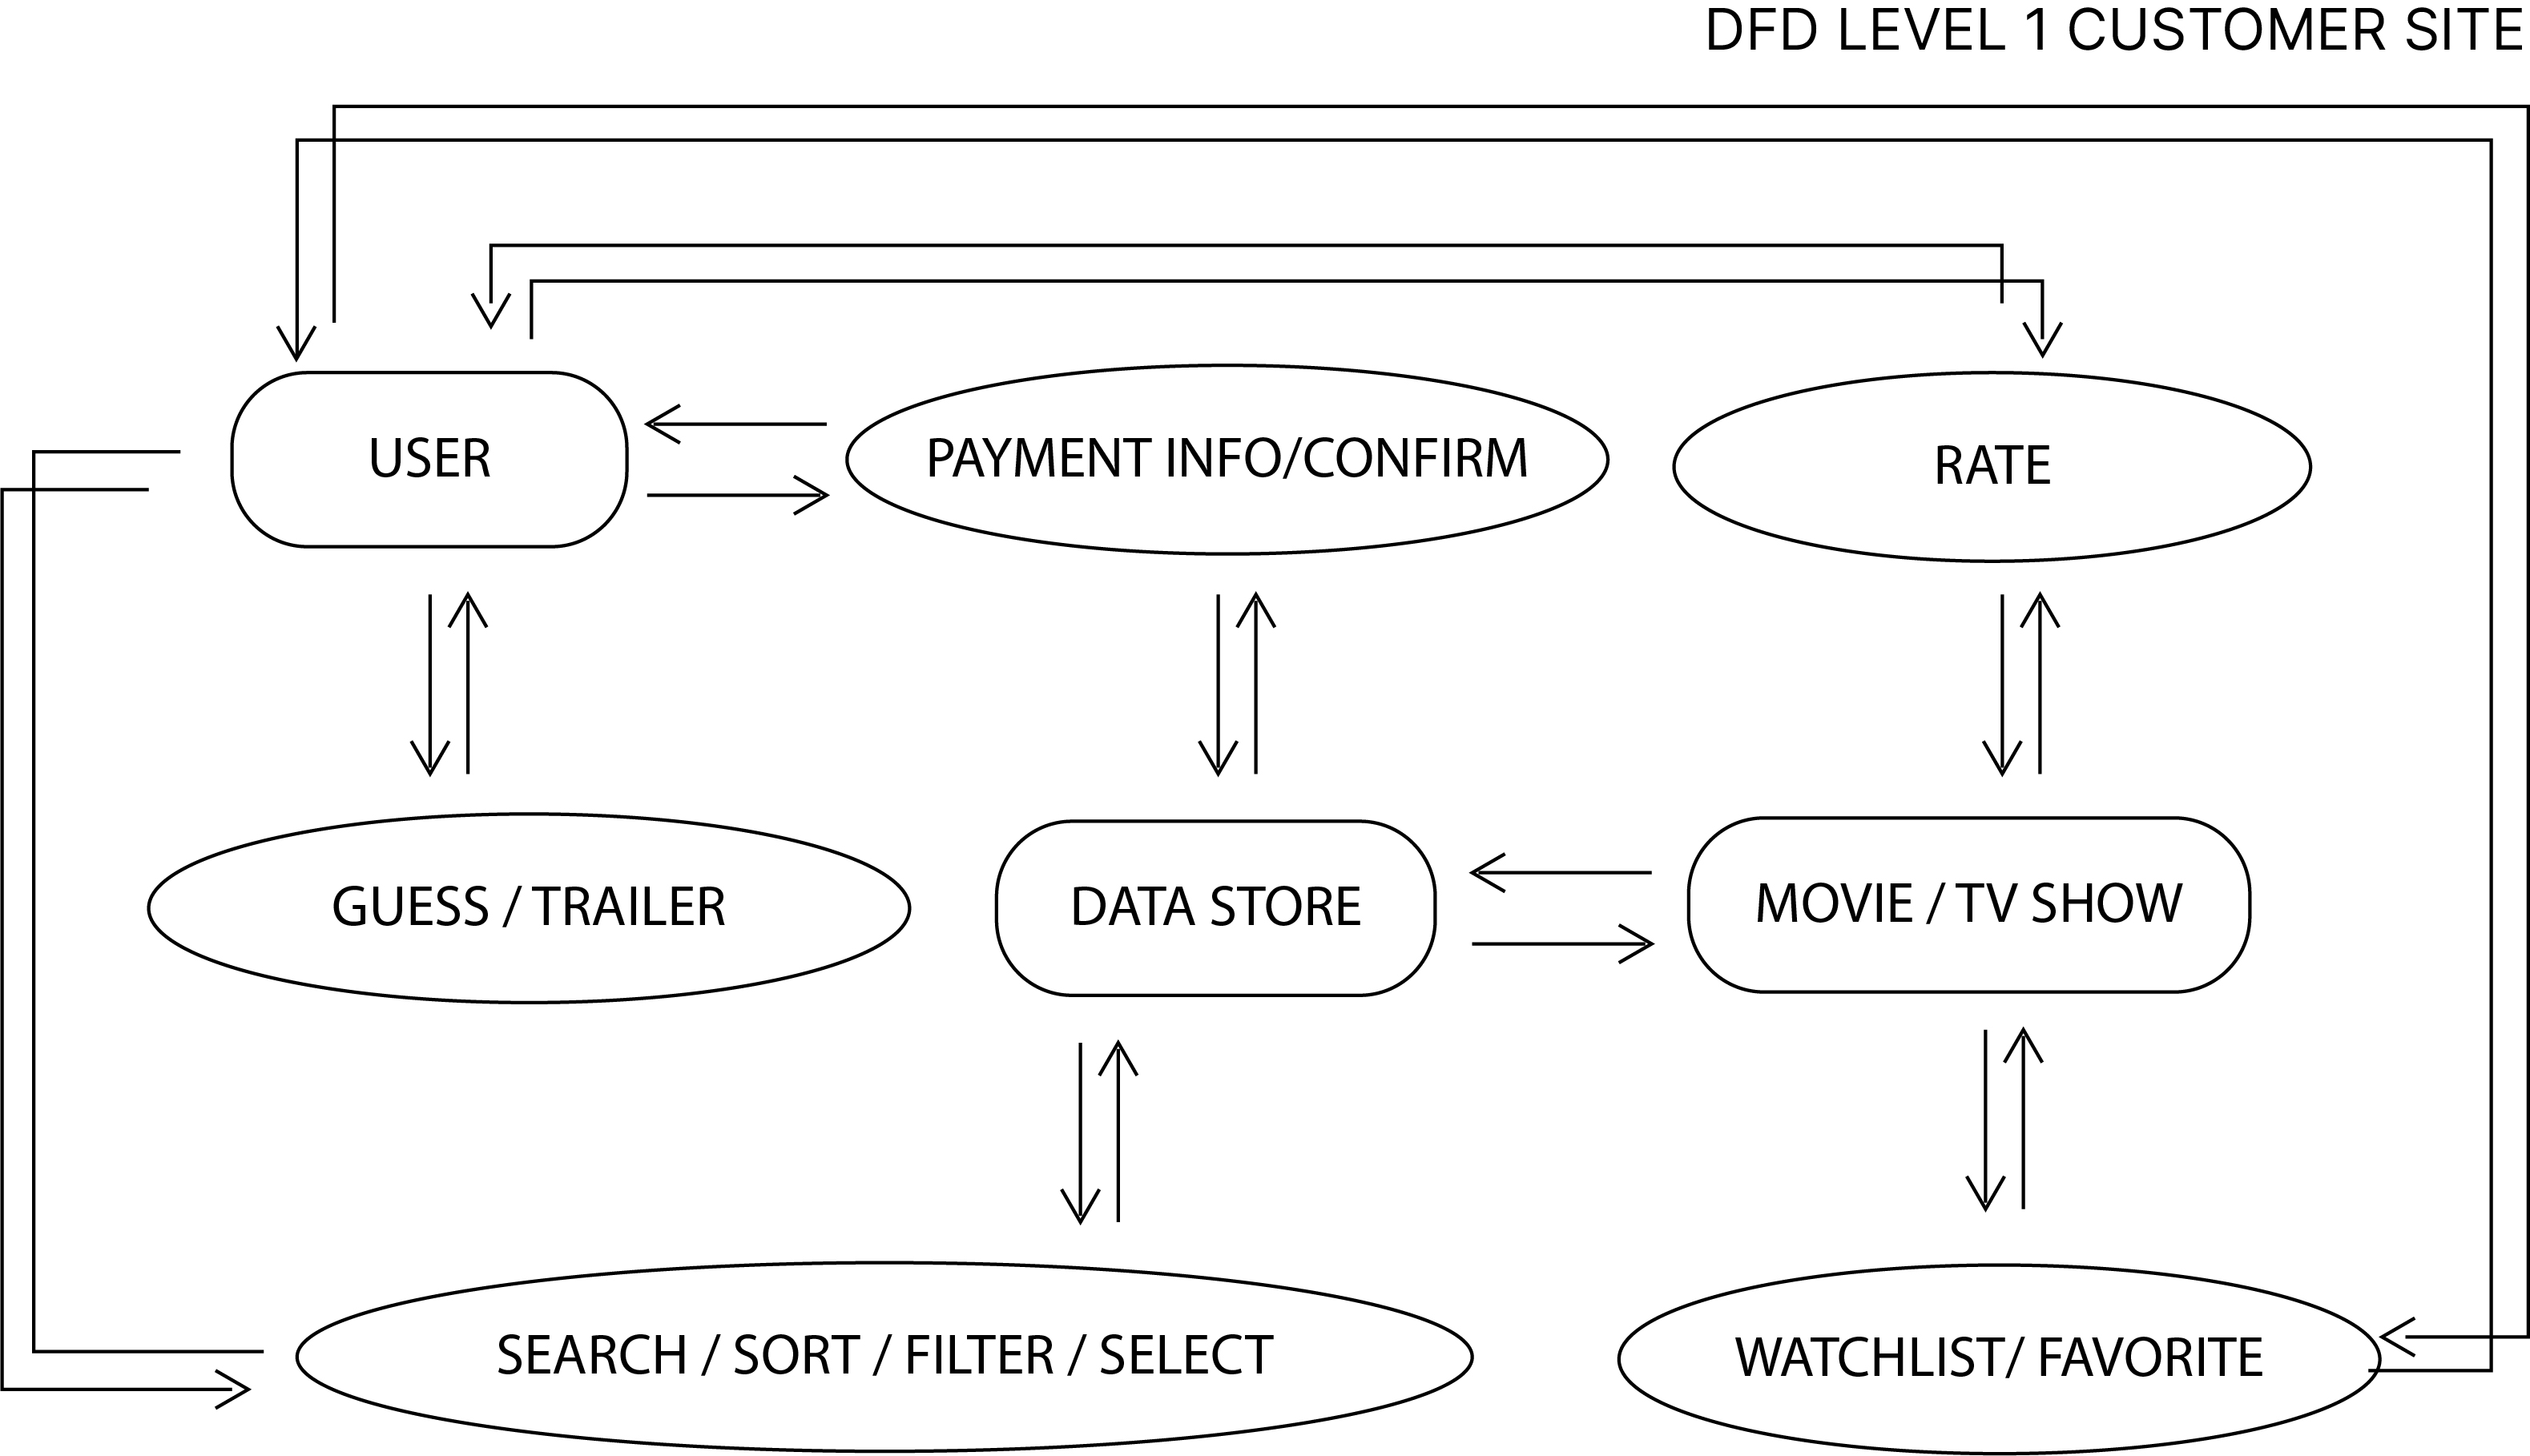 DFD LEVEL 1 CUSTOMER SITE
USER
PAYMENT INFO/CONFIRM
RATE
GUESS / TRAILER
DATA STORE
MOVIE / TV SHOW
SEARCH / SORT / FILTER / SELECT
WATCHLIST/ FAVORITE